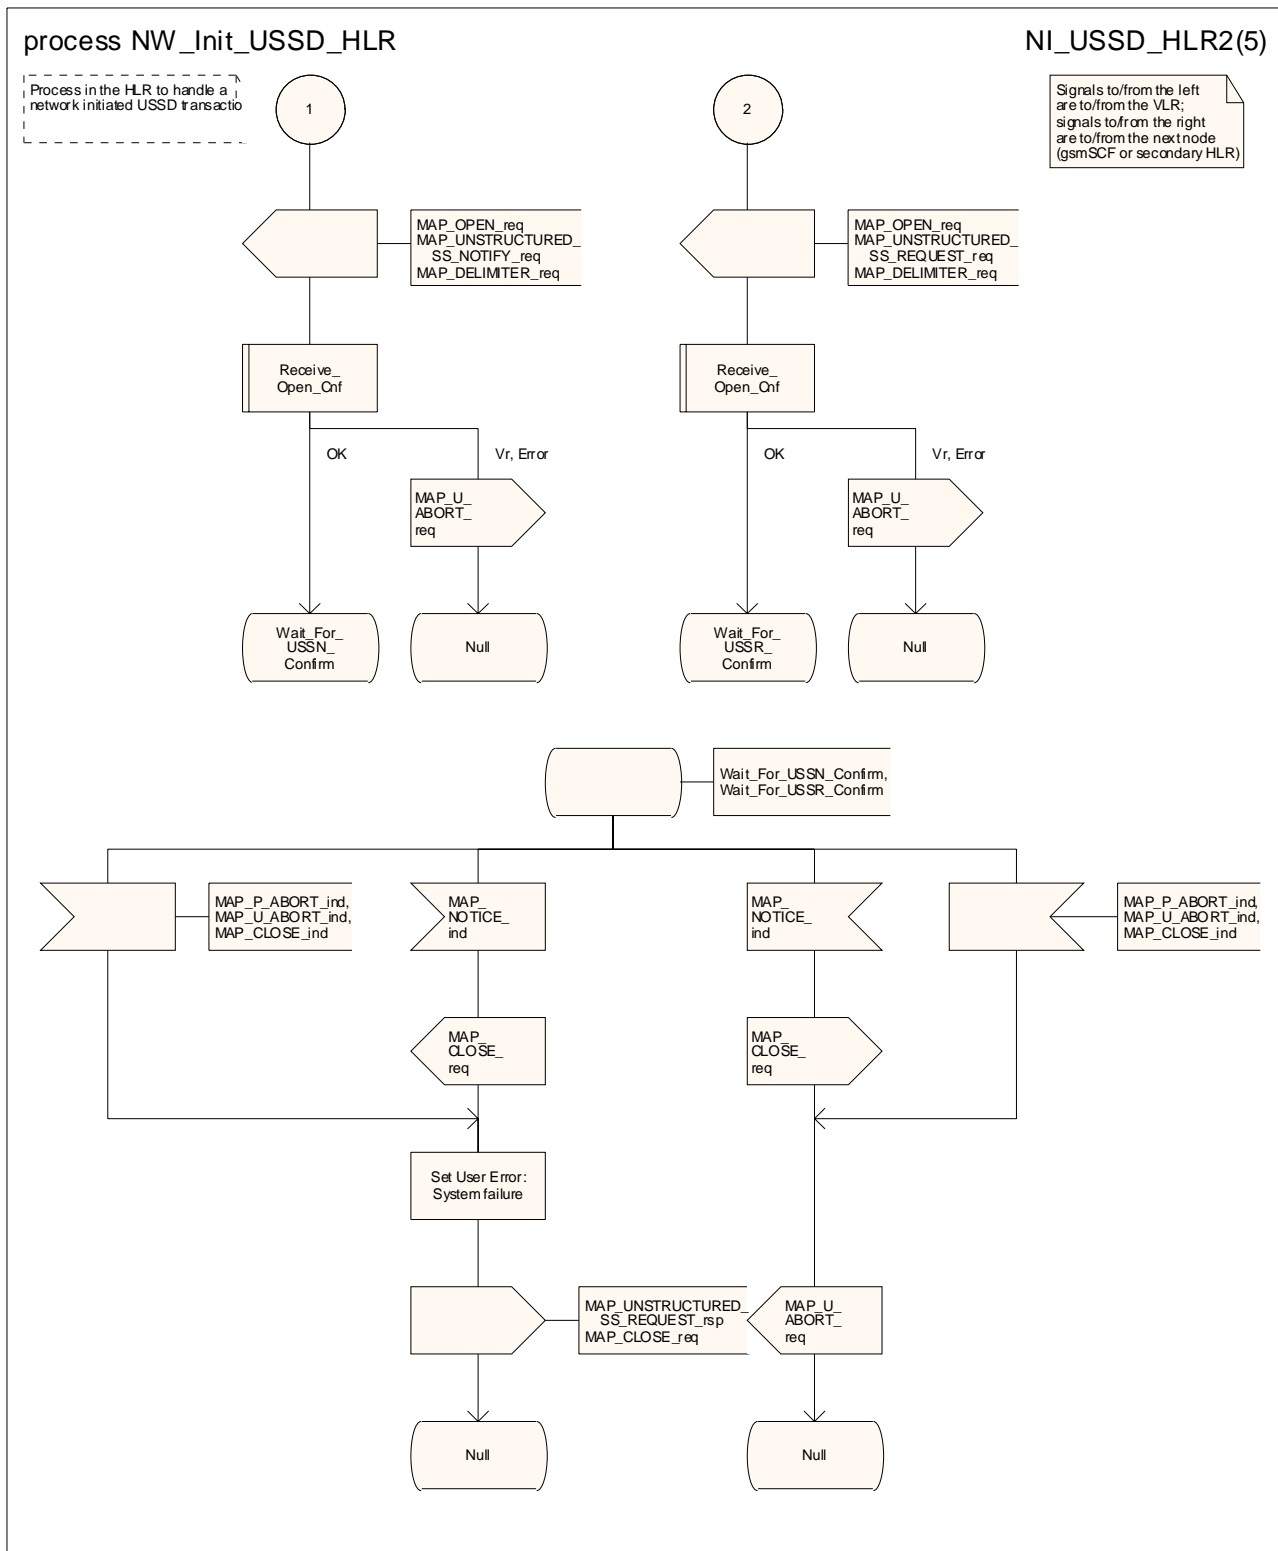 process NW_Init_USSD_HLR
NI_USSD_HLR2(5)
Process in the HLR to handle a
network initiated USSD transactio
1
2
Signals to/from the left
are to/from the VLR;
signals to/from the right
are to/from the next node
(gsmSCF or secondary HLR)
MAP_OPEN_req
MAP_UNSTRUCTURED_
SS_NOTIFY_req
MAP_DELIMITER_req
MAP_OPEN_req
MAP_UNSTRUCTURED_
SS_REQUEST_req
MAP_DELIMITER_req
Receive_
Open_Cnf
Receive_
Open_Cnf
OK
Vr, Error
OK
Vr, Error
MAP_U_
ABORT_
req
MAP_U_
ABORT_
req
Wait_For_
USSN_
Confirm
Null
Wait_For_
USSR_
Confirm
Null
Wait_For_USSN_Confirm,
Wait_For_USSR_Confirm
MAP_P_ABORT_ind,
MAP_U_ABORT_ind,
MAP_CLOSE_ind
MAP_
NOTICE_
ind
MAP_
NOTICE_
ind
MAP_P_ABORT_ind,
MAP_U_ABORT_ind,
MAP_CLOSE_ind
MAP_
CLOSE_
req
MAP_
CLOSE_
req
Set User Error:
System failure
MAP_UNSTRUCTURED_
SS_REQUEST_rsp
MAP_CLOSE_req
MAP_U_
ABORT_
req
Null
Null